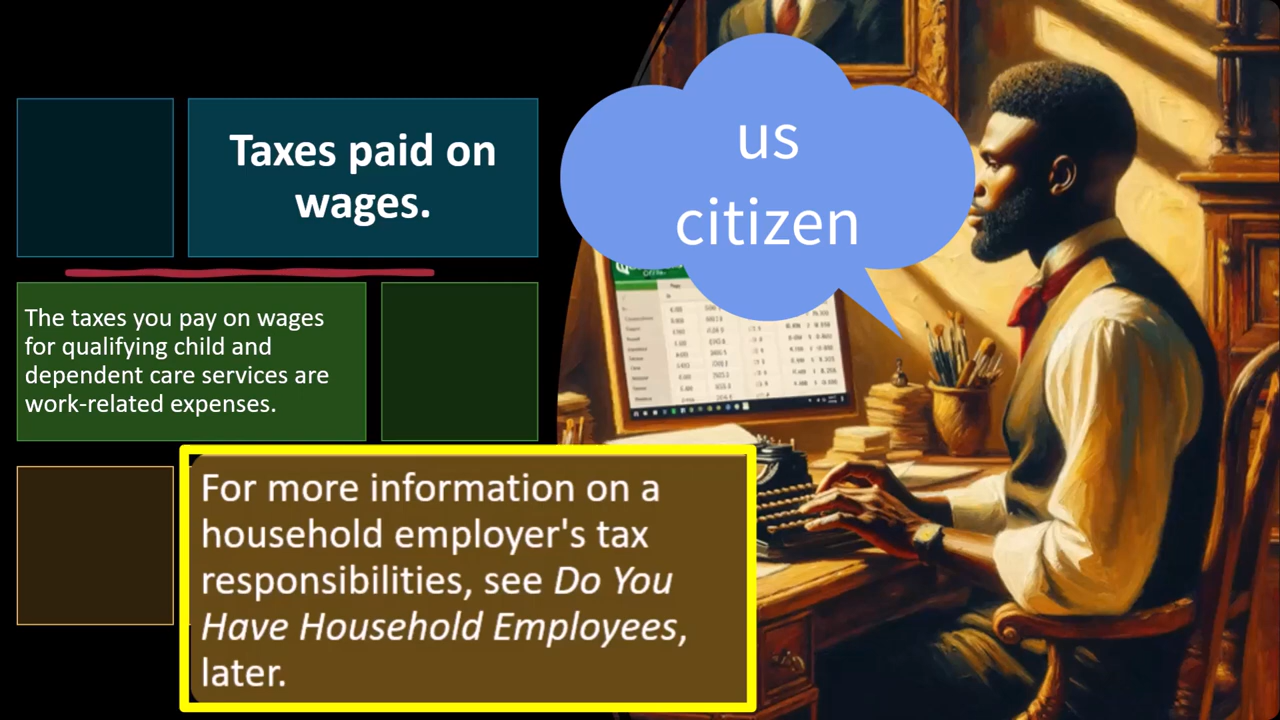 Taxes paid on
wages.
us
citizen
The taxes you pay on wages
for qualifying child and
dependent care services are
work-related expenses.
For more information on a
household employer's tax
responsibilities, see Do You
Have Household Employees,
later.